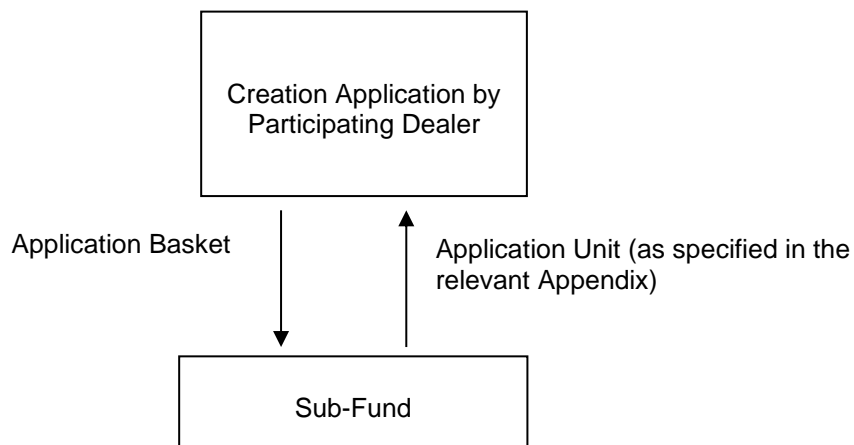 Creation Application by
Participating Dealer
Application Basket
Application Unit (as specified in the
relevant Appendix)
Sub-Fund